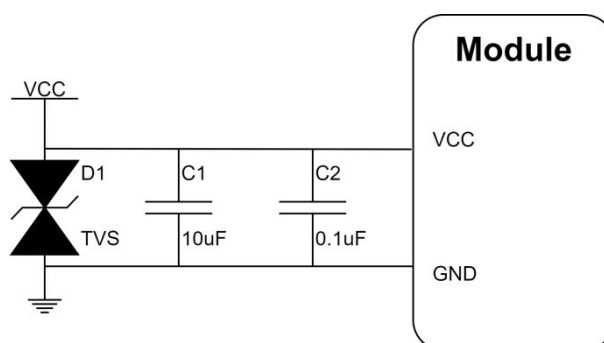 Module
VCC
VCC
D1
C1
C2
TVS
10uF
0.1uF
GND